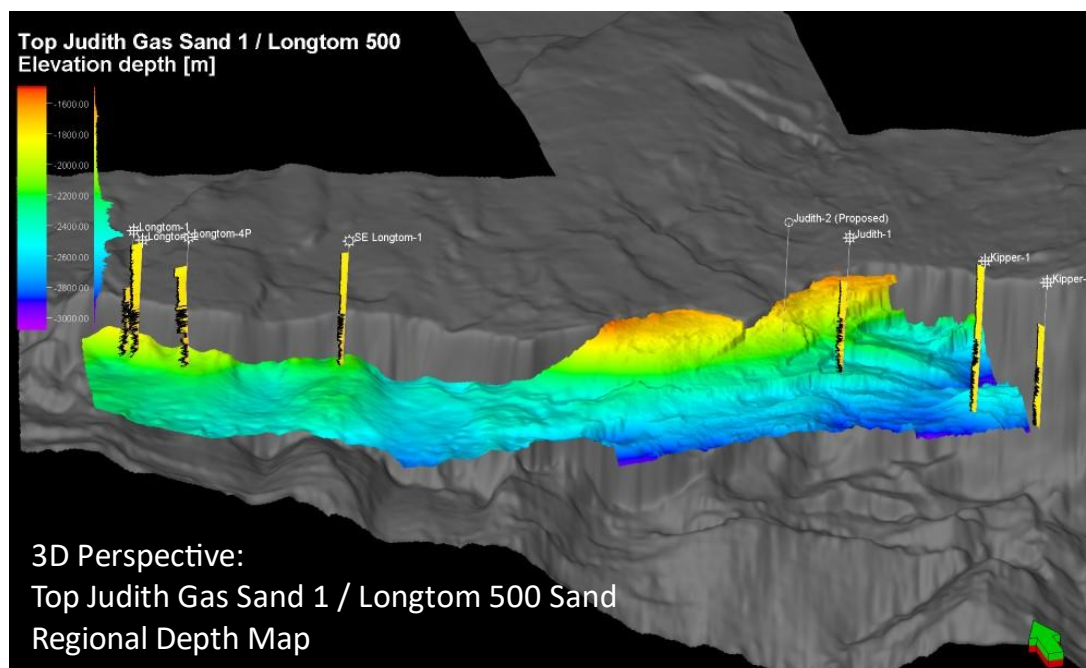 Top Judith Gas Sand 1 / Longtom 500
Elevation depth [m]
-1600.00
-1800.00
-2000.00
-2200.00
-2400.00
-2600.00
-2800.00
-3000.00
Judith-2 (Proposed)
Longtom-1
Longtom-4P
SE Longtom-1
Judith-1
Kipper-1
Kipper-
3D Perspective:
Top Judith Gas Sand 1 / Longtom 500 Sand
Regional Depth Map